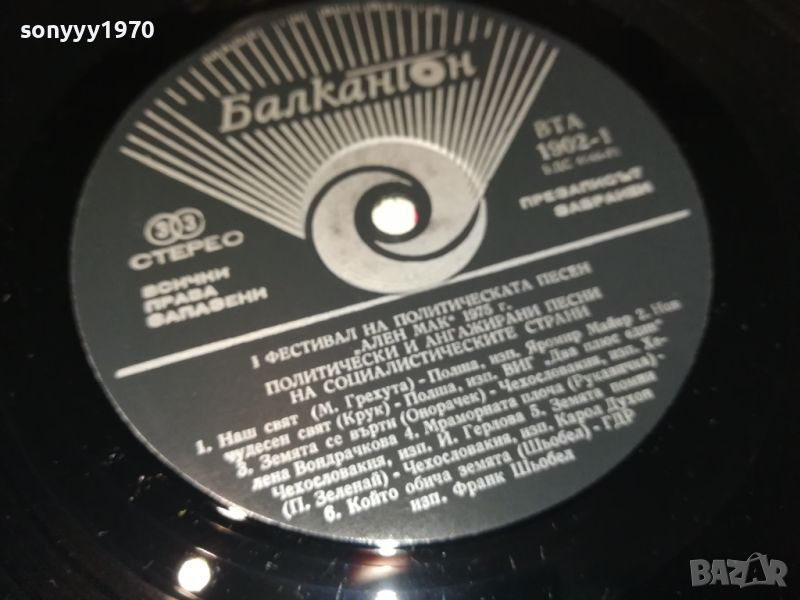 sonyyy1970
Балкантон
ВТА
1902-1
БДС
33
СТЕРЕО
ВСИЧКИ
ПРАВА
ЗАПАЗЕНИ
ПРЕЗАПИСЪТ
ЗАБРАНЕН
I ФЕСТИВАЛ НА ПОЛИТИЧЕСКАТА ПЕСЕН
„АЛЕН МАК" 1975 г.
ПОЛИТИЧЕСКИ И АНГАЖИРАНИ ПЕСНИ
НА СОЦИАЛИСТИЧЕСКИТЕ СТРАНИ
1. Наш свят (М. Грехута) - Полша, изп. Яромир Майер 2. Нов
чудесен свят (Крук) - Полша, изп. ВИГ „Два плюс един"
3. Земята се върти (Онорачек) - Чехословакия, изп. Хе-
лена Вондрачкова 4. Мраморната плоча (Рукавичка) -
Чехословакия, изп. Й. Герлова 5. Земята помни
(П. Зеленай) - Чехословакия, изп. Карол Духон
6. Който обича земята (Шьобел) - ГДР
изп. Франк Шьобел
BAZAR